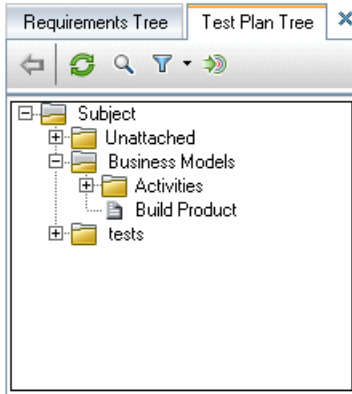 Requirements Tree Test Plan Tree
Subject
Unattached
Business Models
Activities
Build Product
tests